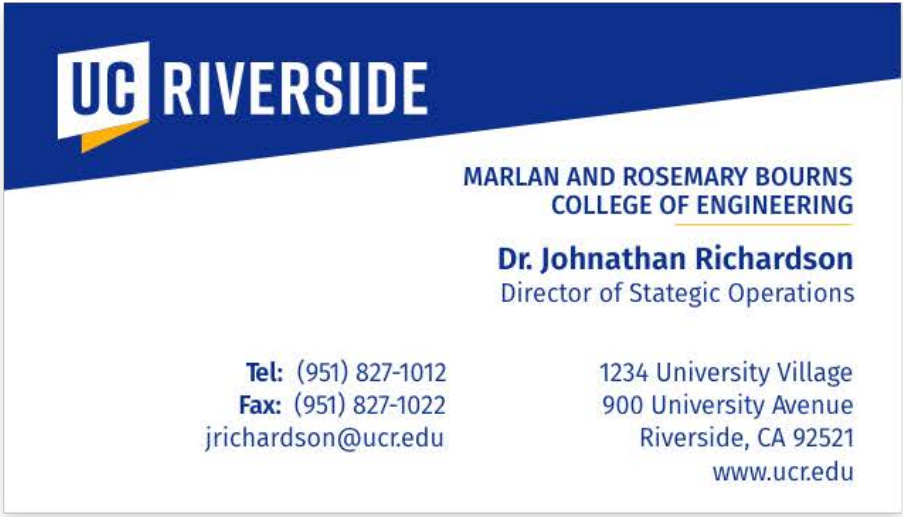 UC RIVERSIDE
MARLAN AND ROSEMARY BOURNS
COLLEGE OF ENGINEERING
Dr. Johnathan Richardson
Director of Stategic Operations
Tel: (951) 827-1012
Fax: (951) 827-1022
jrichardson@ucr.edu
1234 University Village
900 University Avenue
Riverside, CA 92521
www.ucr.edu